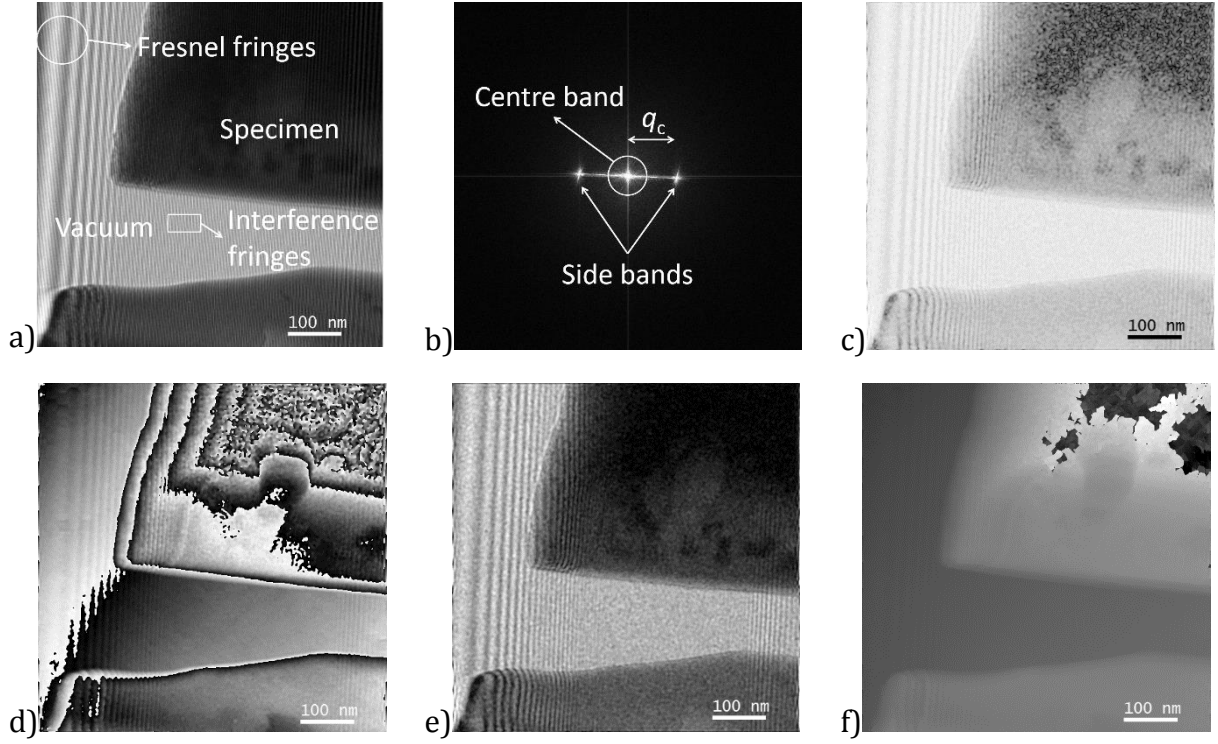 Fresnel fringes
Specimen
Vacuum
Interference
fringes
100 nm
a)
Centre band
qc
Side bands
b)
100 nm
c)
100 nm
d)
100 nm
e)
100 nm
f)